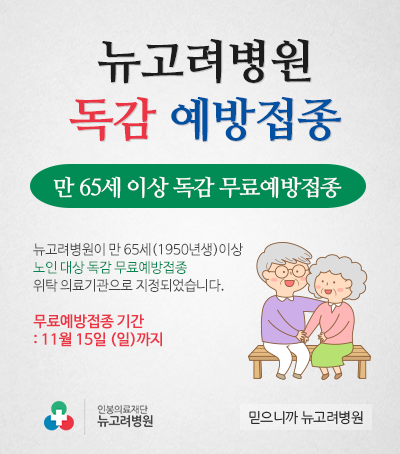 뉴고려병원
독감 예방접종
만 65세 이상 독감 무료예방접종
뉴고려병원이 만 65세(1950년생)이상
노인 대상 독감 무료예방접종
위탁 의료기관으로 지정되었습니다.
무료예방접종 기간
: 11월 15일 (일)까지
인봉의료재단
뉴고려병원
믿으니까 뉴고려병원